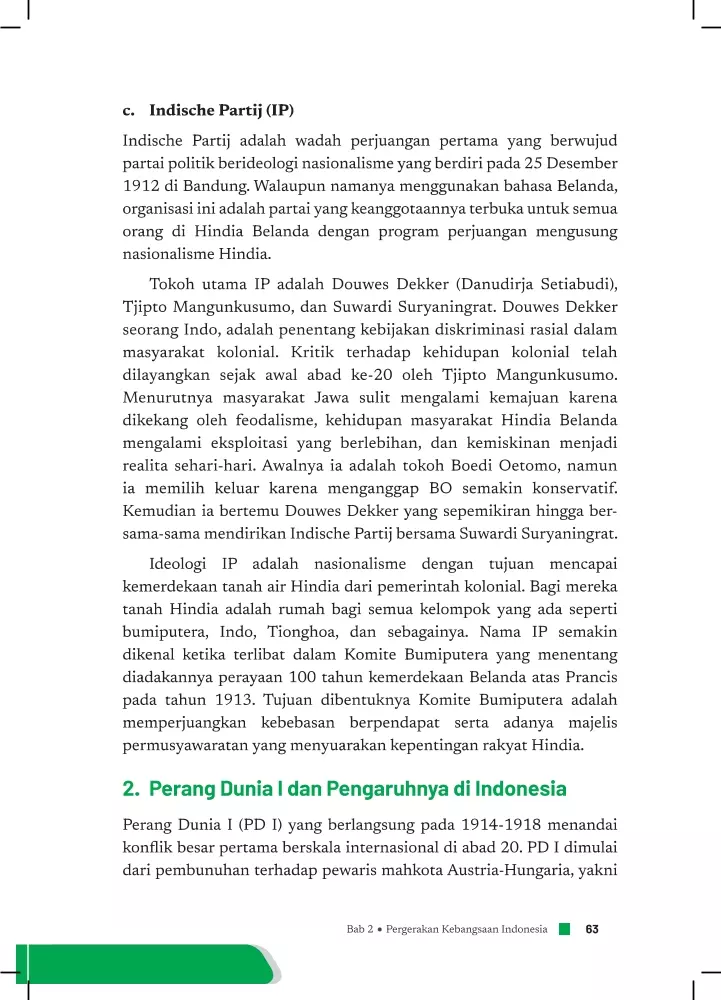 c. Indische Partij (IP)
Indische Partij adalah wadah perjuangan pertama yang berwujud
partai politik berideologi nasionalisme yang berdiri pada 25 Desember
1912 di Bandung. Walaupun namanya menggunakan bahasa Belanda,
organisasi ini adalah partai yang keanggotaannya terbuka untuk semua
orang di Hindia Belanda dengan program perjuangan mengusung
nasionalisme Hindia.
Tokoh utama IP adalah Douwes Dekker (Danudirja Setiabudi),
Tjipto Mangunkusumo, dan Suwardi Suryaningrat. Douwes Dekker
seorang Indo, adalah penentang kebijakan diskriminasi rasial dalam
masyarakat kolonial. Kritik terhadap kehidupan kolonial telah
dilayangkan sejak awal abad ke-20 oleh Tjipto Mangunkusumo.
Menurutnya masyarakat Jawa sulit mengalami kemajuan karena
dikekang oleh feodalisme, kehidupan masyarakat Hindia Belanda
mengalami eksploitasi yang berlebihan, dan kemiskinan menjadi
realita sehari-hari. Awalnya ia adalah tokoh Boedi Oetomo, namun
ia memilih keluar karena menganggap BO semakin konservatif.
Kemudian ia bertemu Douwes Dekker yang sepemikiran hingga ber-
sama-sama mendirikan Indische Partij bersama Suwardi Suryaningrat.
Ideologi IP adalah nasionalisme dengan tujuan mencapai
kemerdekaan tanah air Hindia dari pemerintah kolonial. Bagi mereka
tanah Hindia adalah rumah bagi semua kelompok yang ada seperti
bumiputera, Indo, Tionghoa, dan sebagainya. Nama IP semakin
dikenal ketika terlibat dalam Komite Bumiputera yang menentang
diadakannya perayaan 100 tahun kemerdekaan Belanda atas Prancis
pada tahun 1913. Tujuan dibentuknya Komite Bumiputera adalah
memperjuangkan kebebasan berpendapat serta adanya majelis
permusyawaratan yang menyuarakan kepentingan rakyat Hindia.
2. Perang Dunia I dan Pengaruhnya di Indonesia
Perang Dunia I (PD I) yang berlangsung pada 1914-1918 menandai
konflik besar pertama berskala internasional di abad 20. PD I dimulai
dari pembunuhan terhadap pewaris mahkota Austria-Hungaria, yakni
Bab 2 • Pergerakan Kebangsaan Indonesia 63